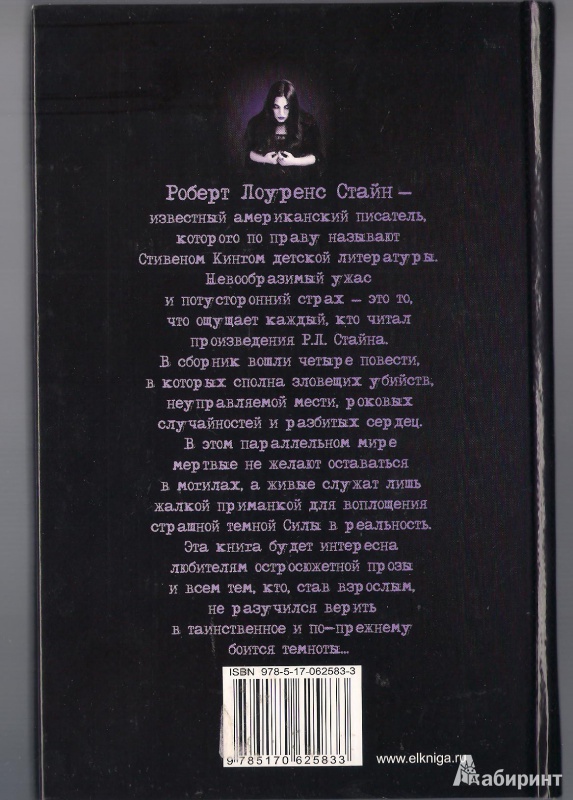 Роберт Лоуренс Стайн –
известный американский писатель,
которого по праву называют
Стивеном Кингом детской литературы.
Невообразимый ужас
и потусторонний страх – это то,
что ощущает каждый, кто читал
произведения Р.Л. Стайна.
В сборник вошли четыре повести,
в которых сполна зловещих убийств,
неуправляемой мести, роковых
случайностей и разбитых сердец.
В этом параллельном мире
мертвые не желают оставаться
в могилах, а живые служат лишь
жалкой приманкой для воплощения
страшной темной Силы в реальность.
Эта книга будет интересна
любителям остросюжетной прозы
и всем тем, кто, став взрослым,
не разучился верить
в таинственное и по-прежнему
боится темноты...
ISBN 978-5-17-062583-3
9 785170 625833
www.elkniga.ru
Лабиринт